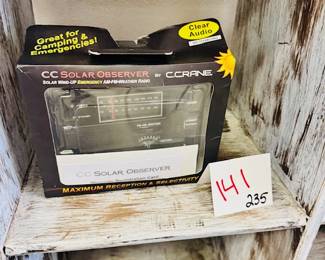 Great for
Camping &
Emergencies!
Clear
Audio
CC SOLAR OBSERVER BY C.CRANE
SOLAR WIND-UP EMERGENCY AM-FM-WEATHER RADIO
CC SOLAR OBSERVER
MAXIMUM RECEPTION & SELECTIVITY
141
235